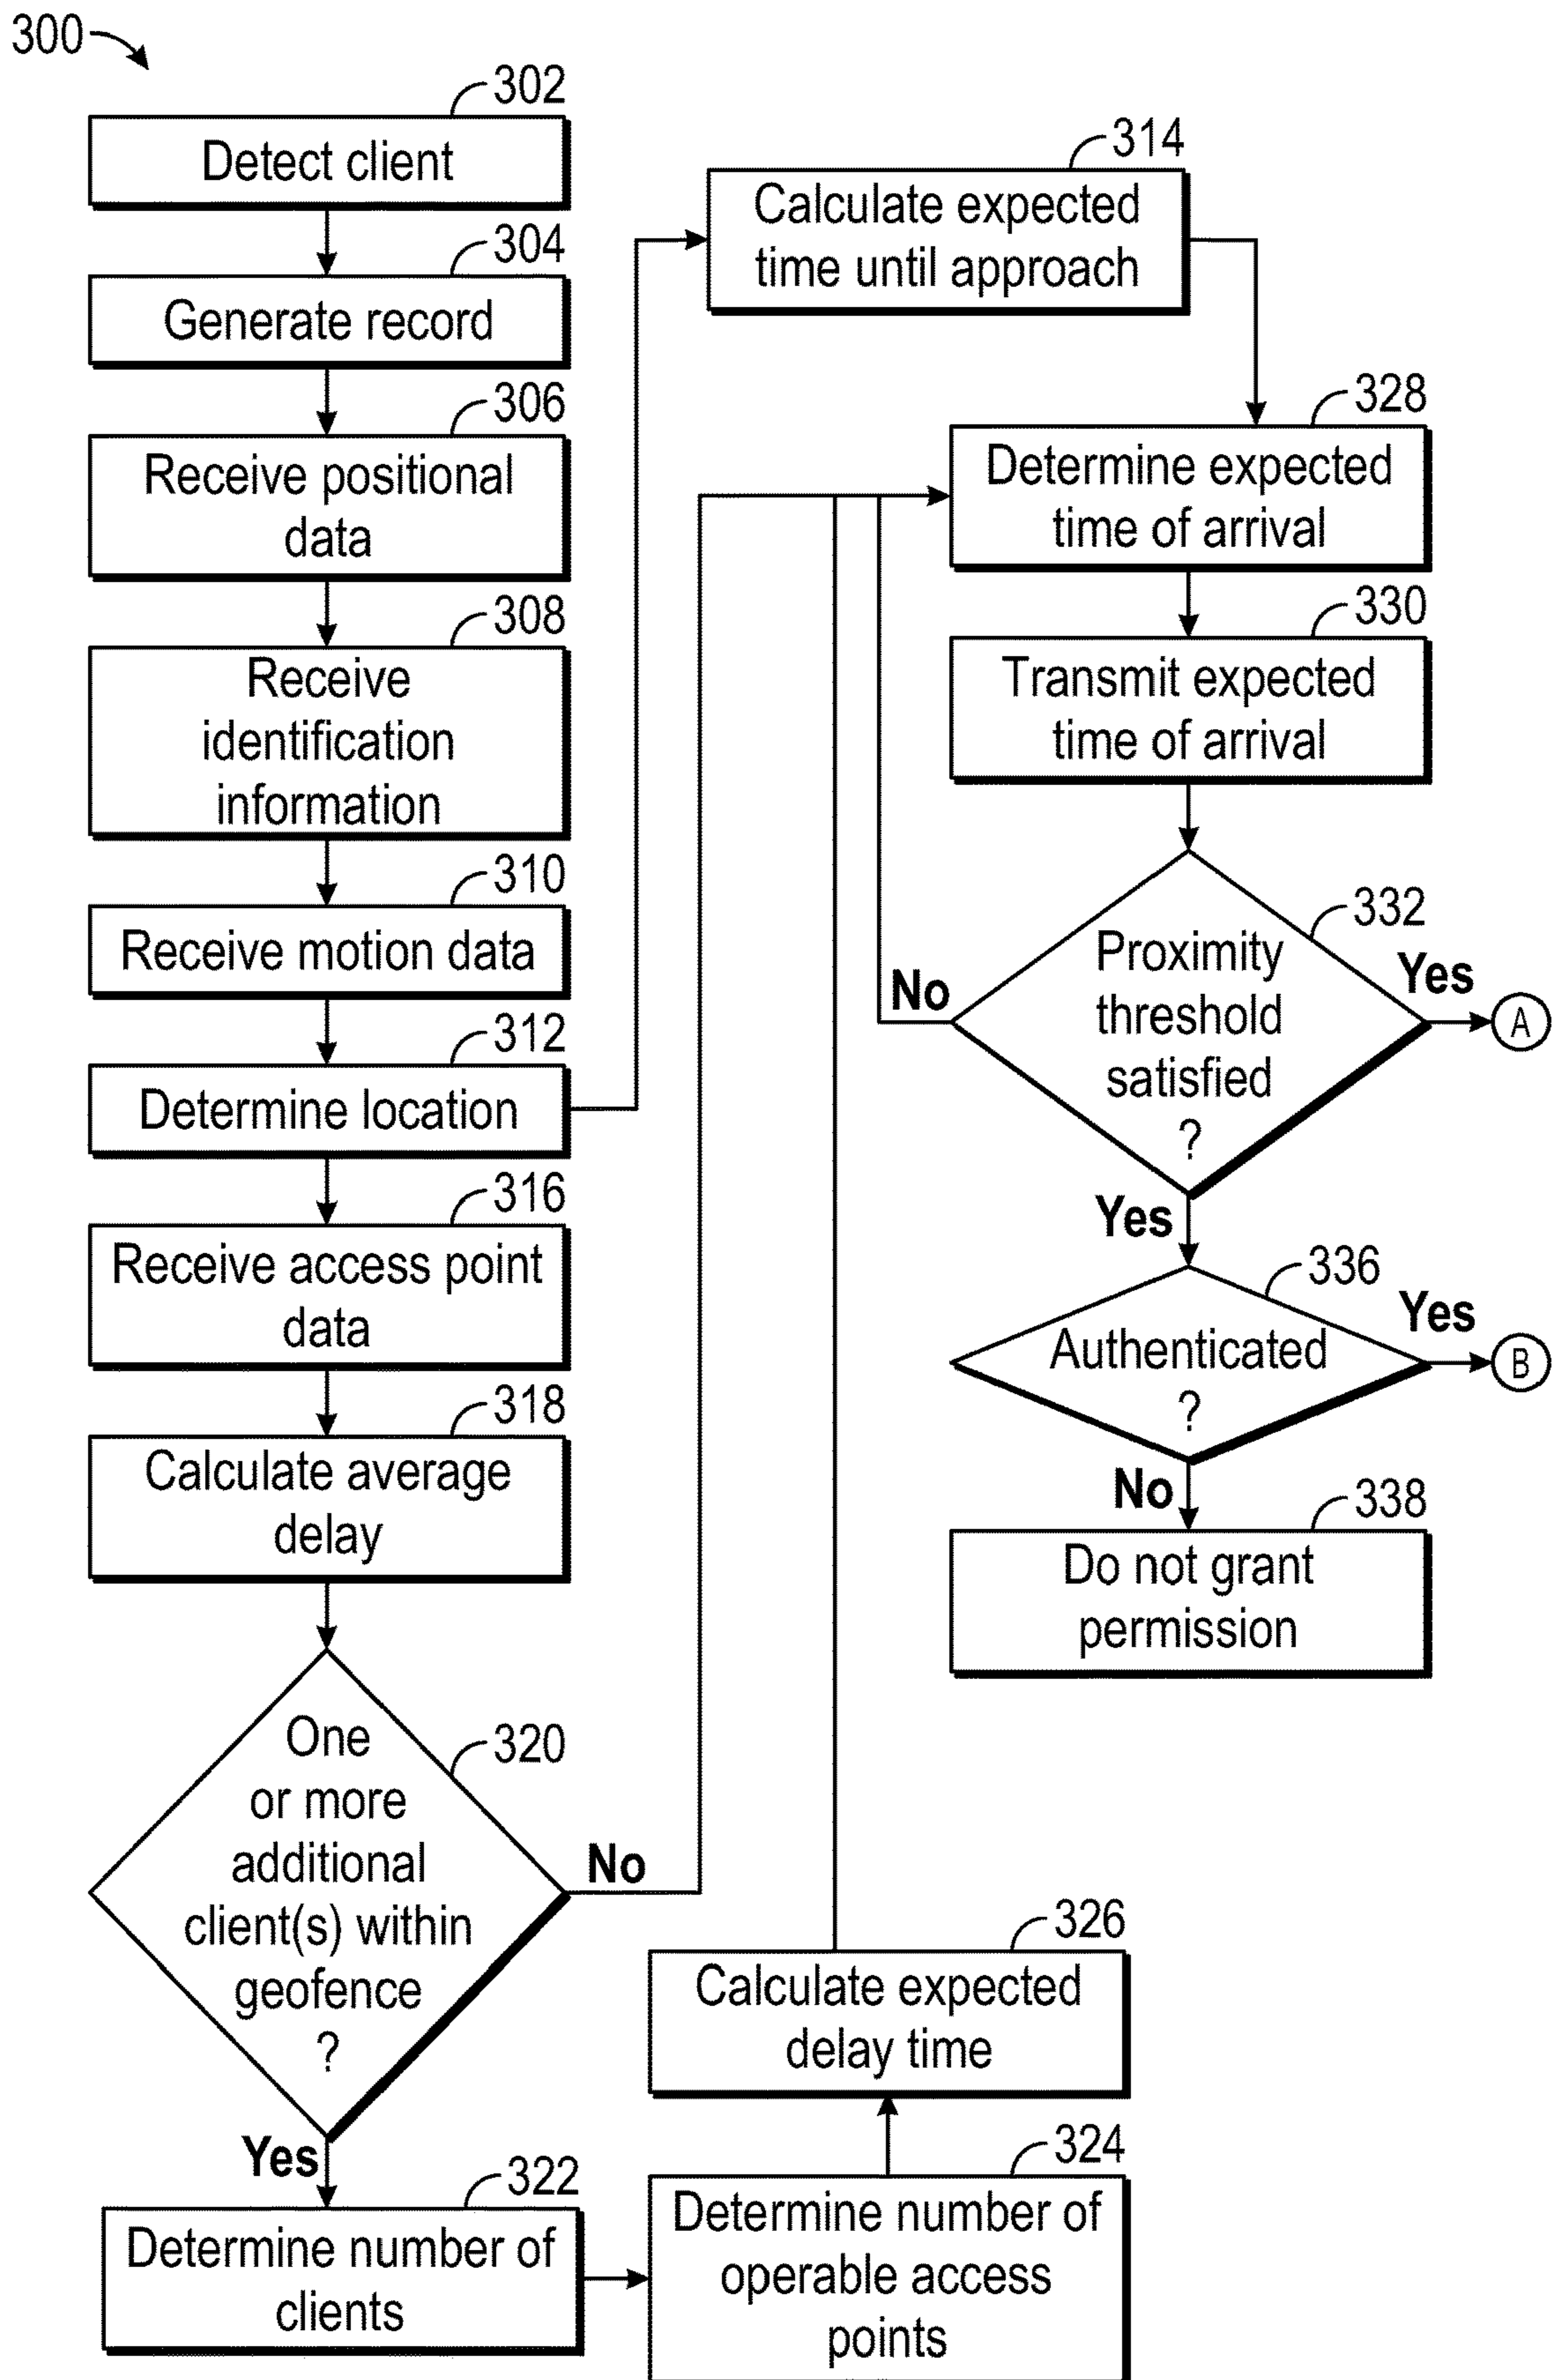 300
302
Detect client
304
Generate record
306
Receive positional
data
308
Receive
identification
information
310
Receive motion data
312
Determine location
316
Receive access point
data
318
Calculate average
delay
320
One
or more
additional
client(s) within
geofence
?
No
Yes
322
Determine number of
clients
324
Determine number of
operable access
points
326
Calculate expected
delay time
314
Calculate expected
time until approach
328
Determine expected
time of arrival
330
Transmit expected
time of arrival
332
Proximity
threshold
satisfied
?
No
Yes
A
Yes
336
Authenticated
?
Yes
B
No
338
Do not grant
permission